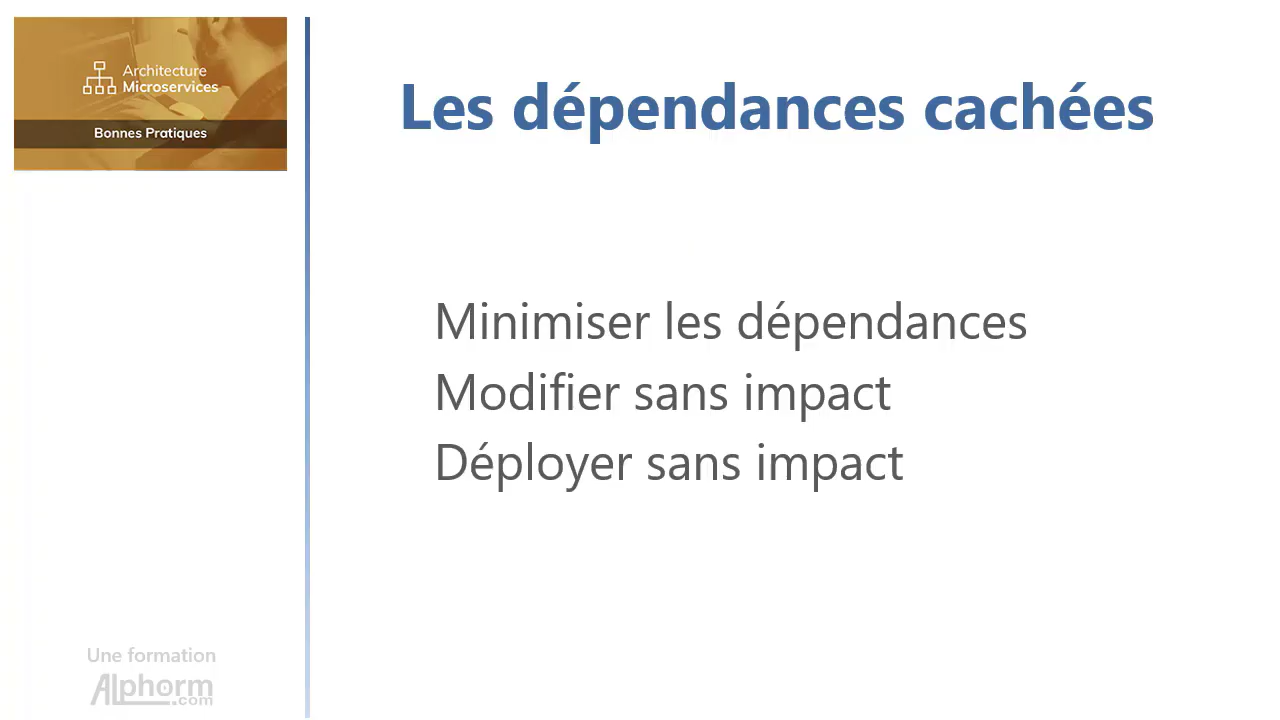 Architecture
Microservices
Bonnes Pratiques
Les dépendances cachées
Minimiser les dépendances
Modifier sans impact
Déployer sans impact
Une formation
Alphorm
.com